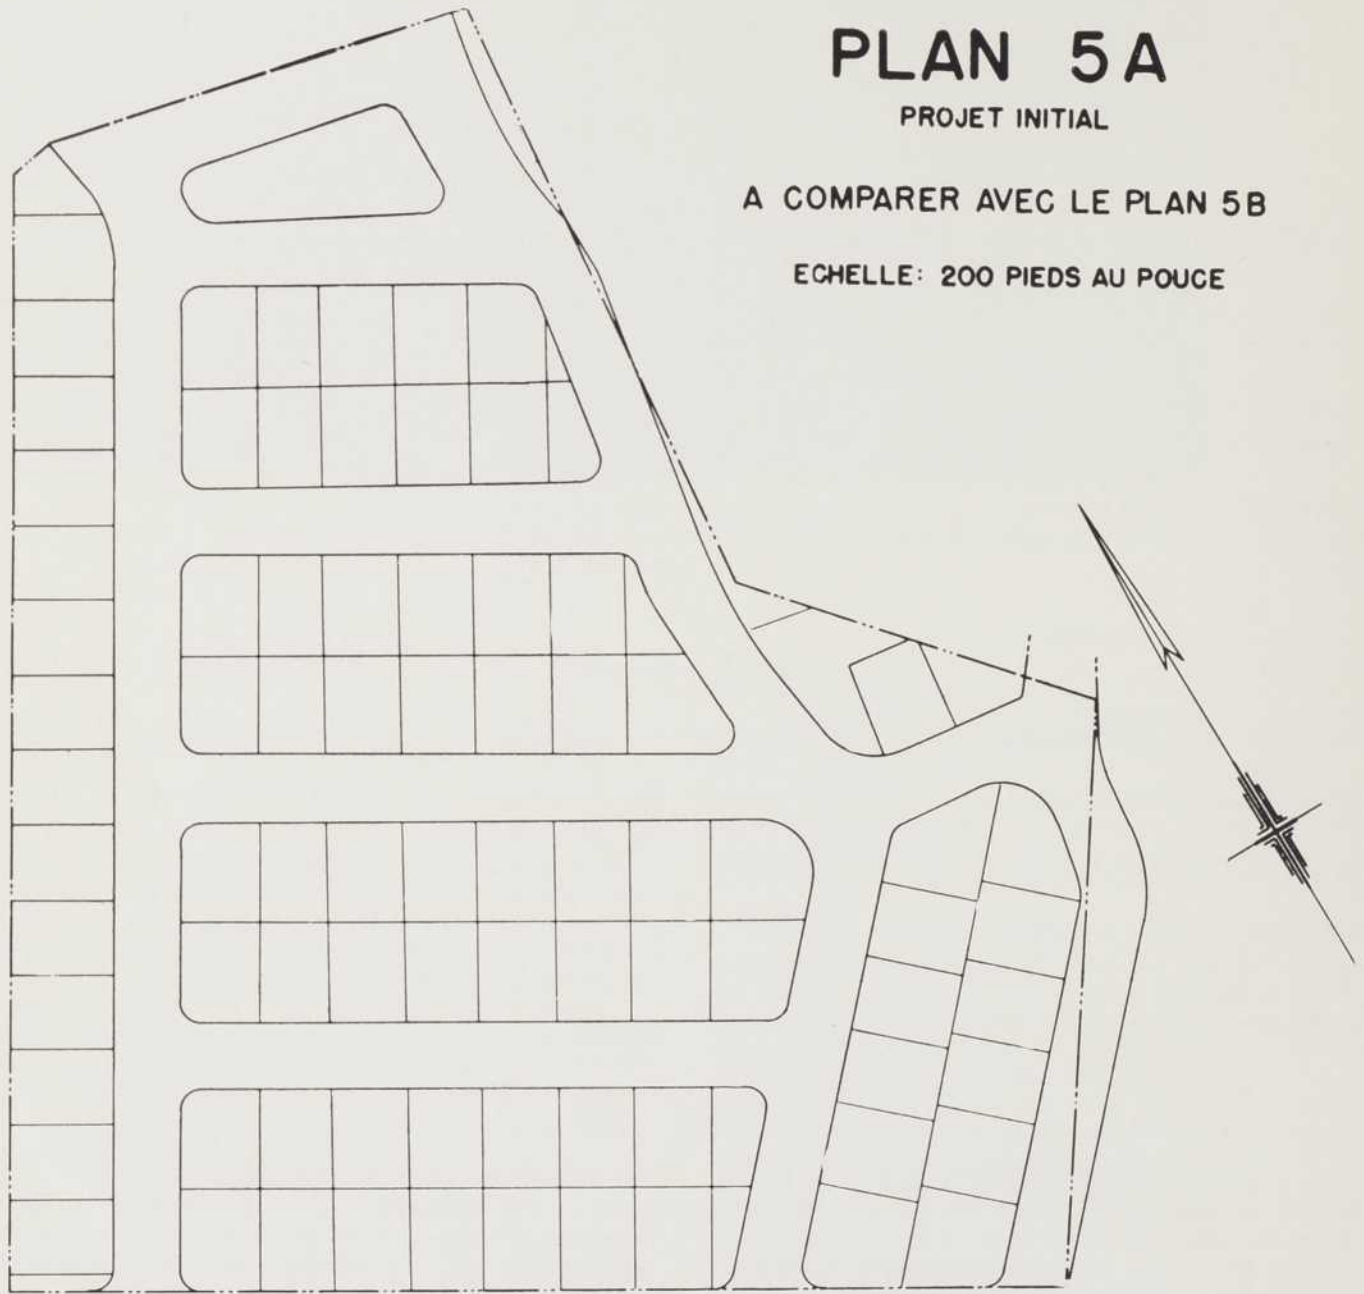 PLAN 5A
PROJET INITIAL
A COMPARER AVEC LE PLAN 5B
ECHELLE: 200 PIEDS AU POUCE